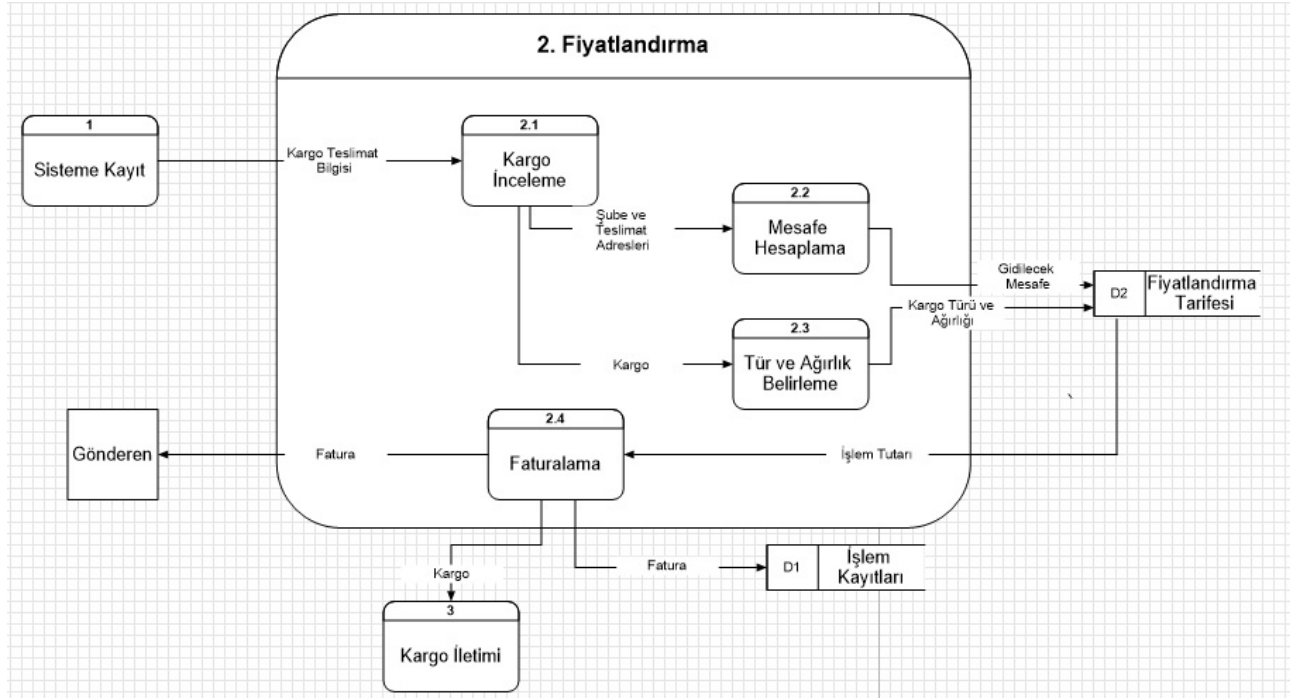 2. Fiyatlandırma
1
Sisteme Kayıt
Kargo Teslimat
Bilgisi
2.1
Kargo
İnceleme
Şube ve
Teslimat
Adresleri
2.2
Mesafe
Hesaplama
Gidilecek
Mesafe
D2
Fiyatlandırma
Tarifesi
Kargo Türü ve
Ağırlığı
2.3
Tür ve Ağırlık
Belirleme
Kargo
2.4
Faturalama
İşlem Tutarı
Fatura
Gönderen
Kargo
3
Kargo İletimi
Fatura
D1
İşlem
Kayıtları